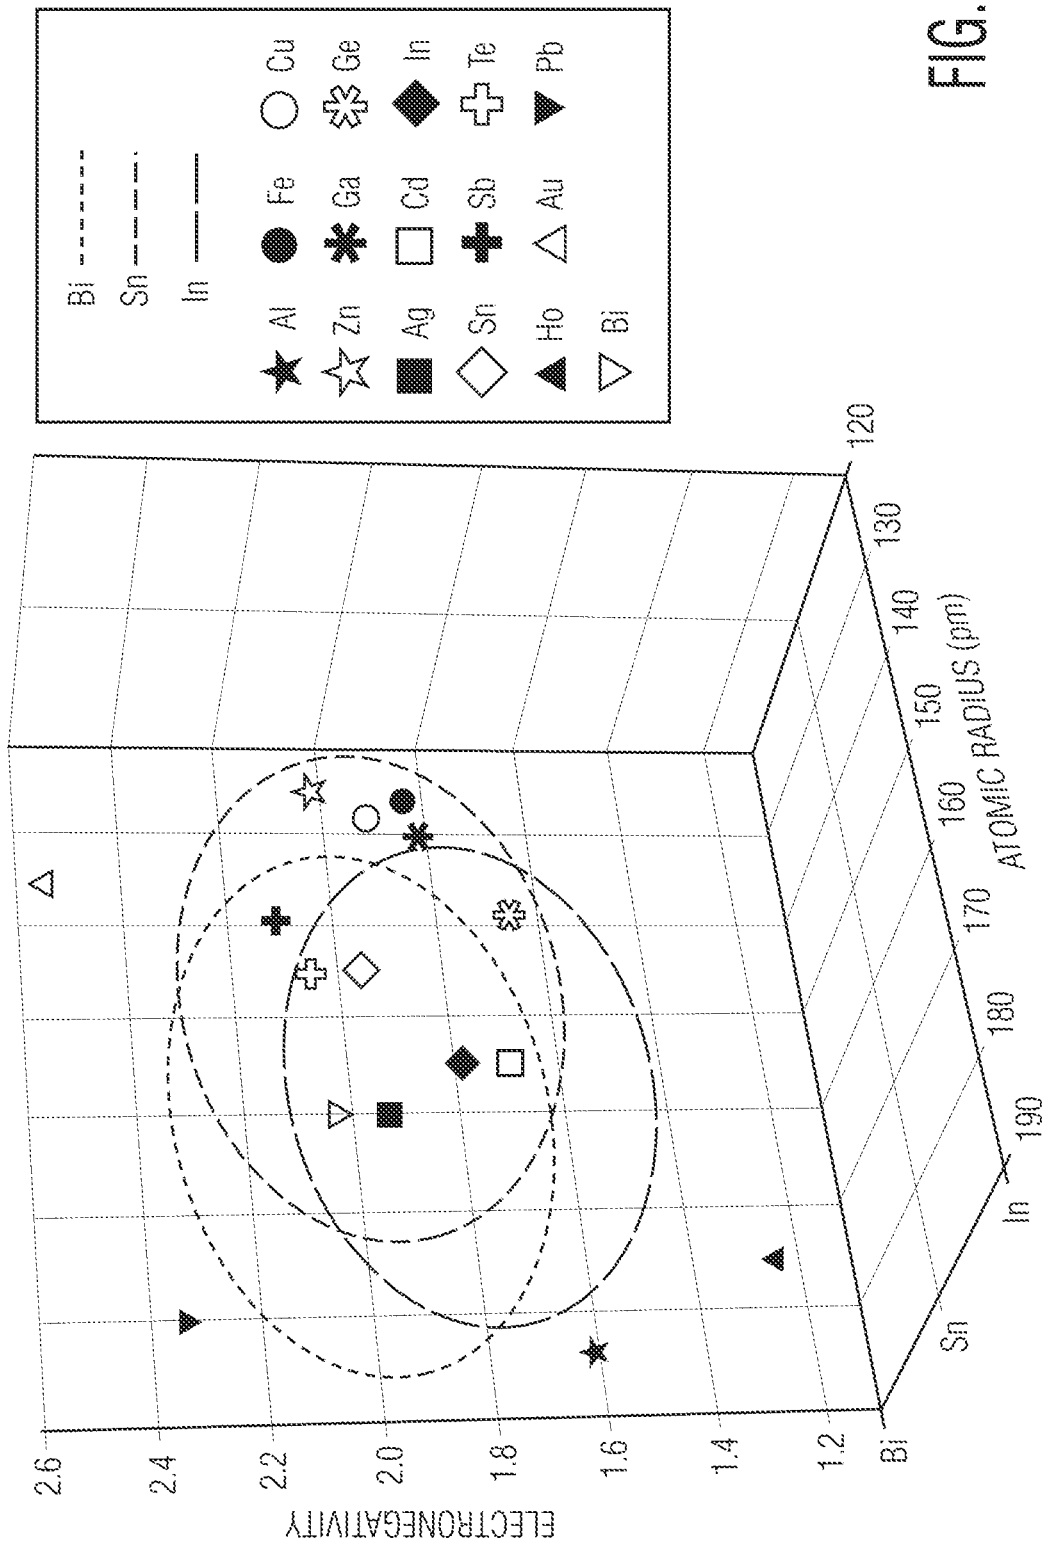 FIG.
Bi
Sn
In
Al Fe Cu
Zn Ga Ge
Ag Cd In
Sn Sb Te
Ho Au Pb
Bi
ELECTRONEGATIVITY
2.6
2.4
2.2
2.0
1.8
1.6
1.4
1.2
Bi
Sn
In
190
180
170
160
150
140
130
120
ATOMIC RADIUS (pm)